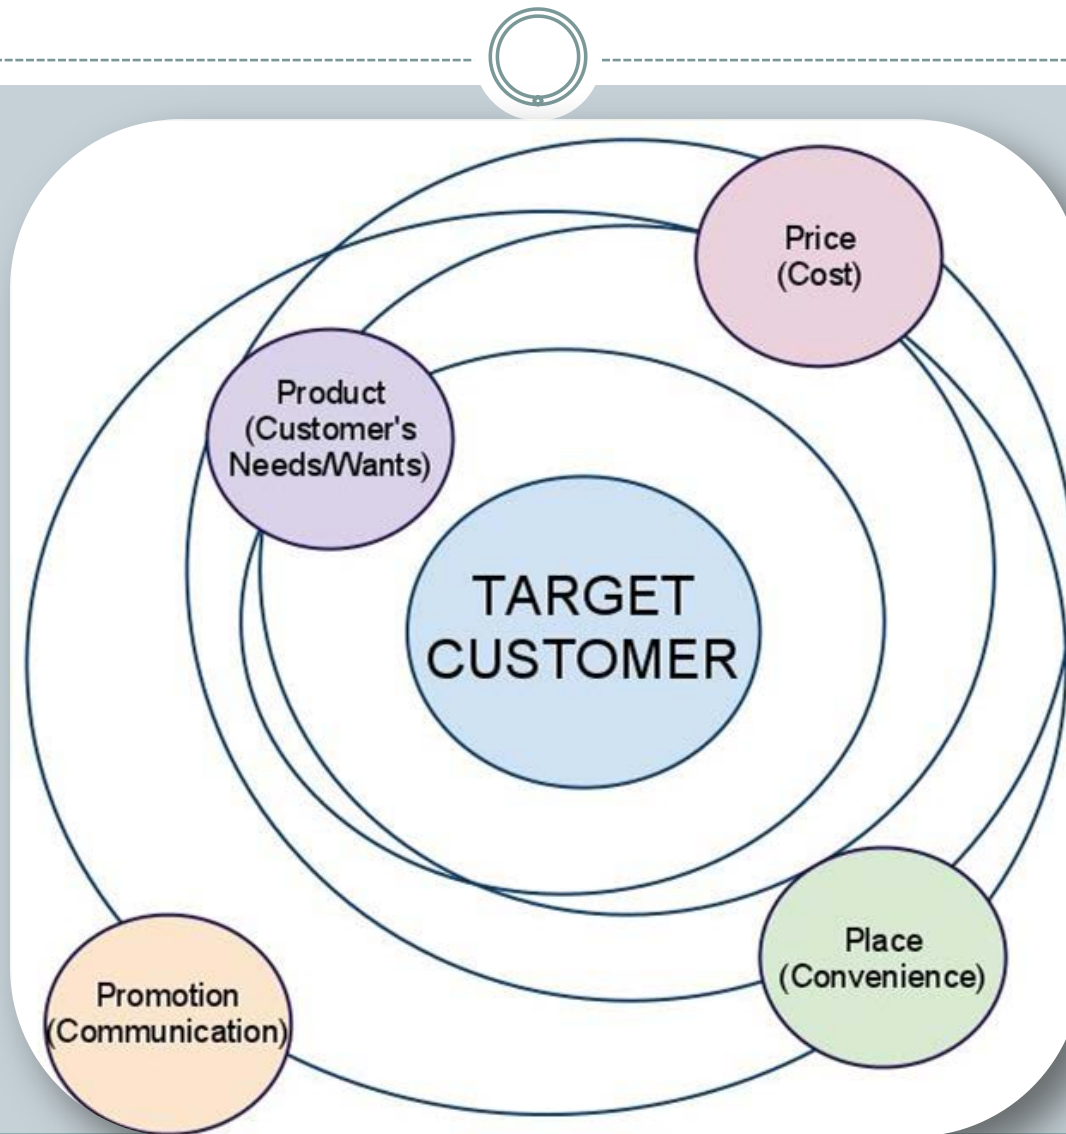 Price
(Cost)
Product
(Customer's
Needs/Wants)
TARGET
CUSTOMER
Place
(Convenience)
Promotion
(Communication)